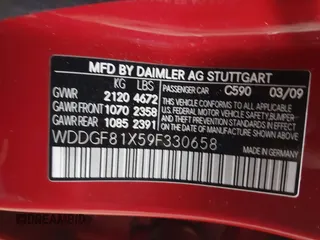 MFD BY DAIMLER AG STUTTGART
PASSENGER CAR C590 03/09
KG LBS
GVWR 2120 4672
GAWR FRONT 1070 2358
GAWR REAR 1085 2391
THIS VEHICLE CONFORMS TO ALL
APPLICABLE U.S. FEDERAL
MOTOR VEHICLE SAFETY, BUMPER
AND THEFT PREVENTION
STANDARDS IN EFFECT ON THE DATE
OF MANUFACTURE SHOWN ABOVE.
WDDGF81X59F330658
MADE IN GERMANY